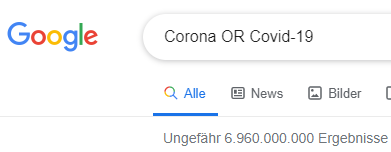 Google
Corona OR Covid-19
Alle News Bilder
Ungefähr 6.960.000.000 Ergebnisse